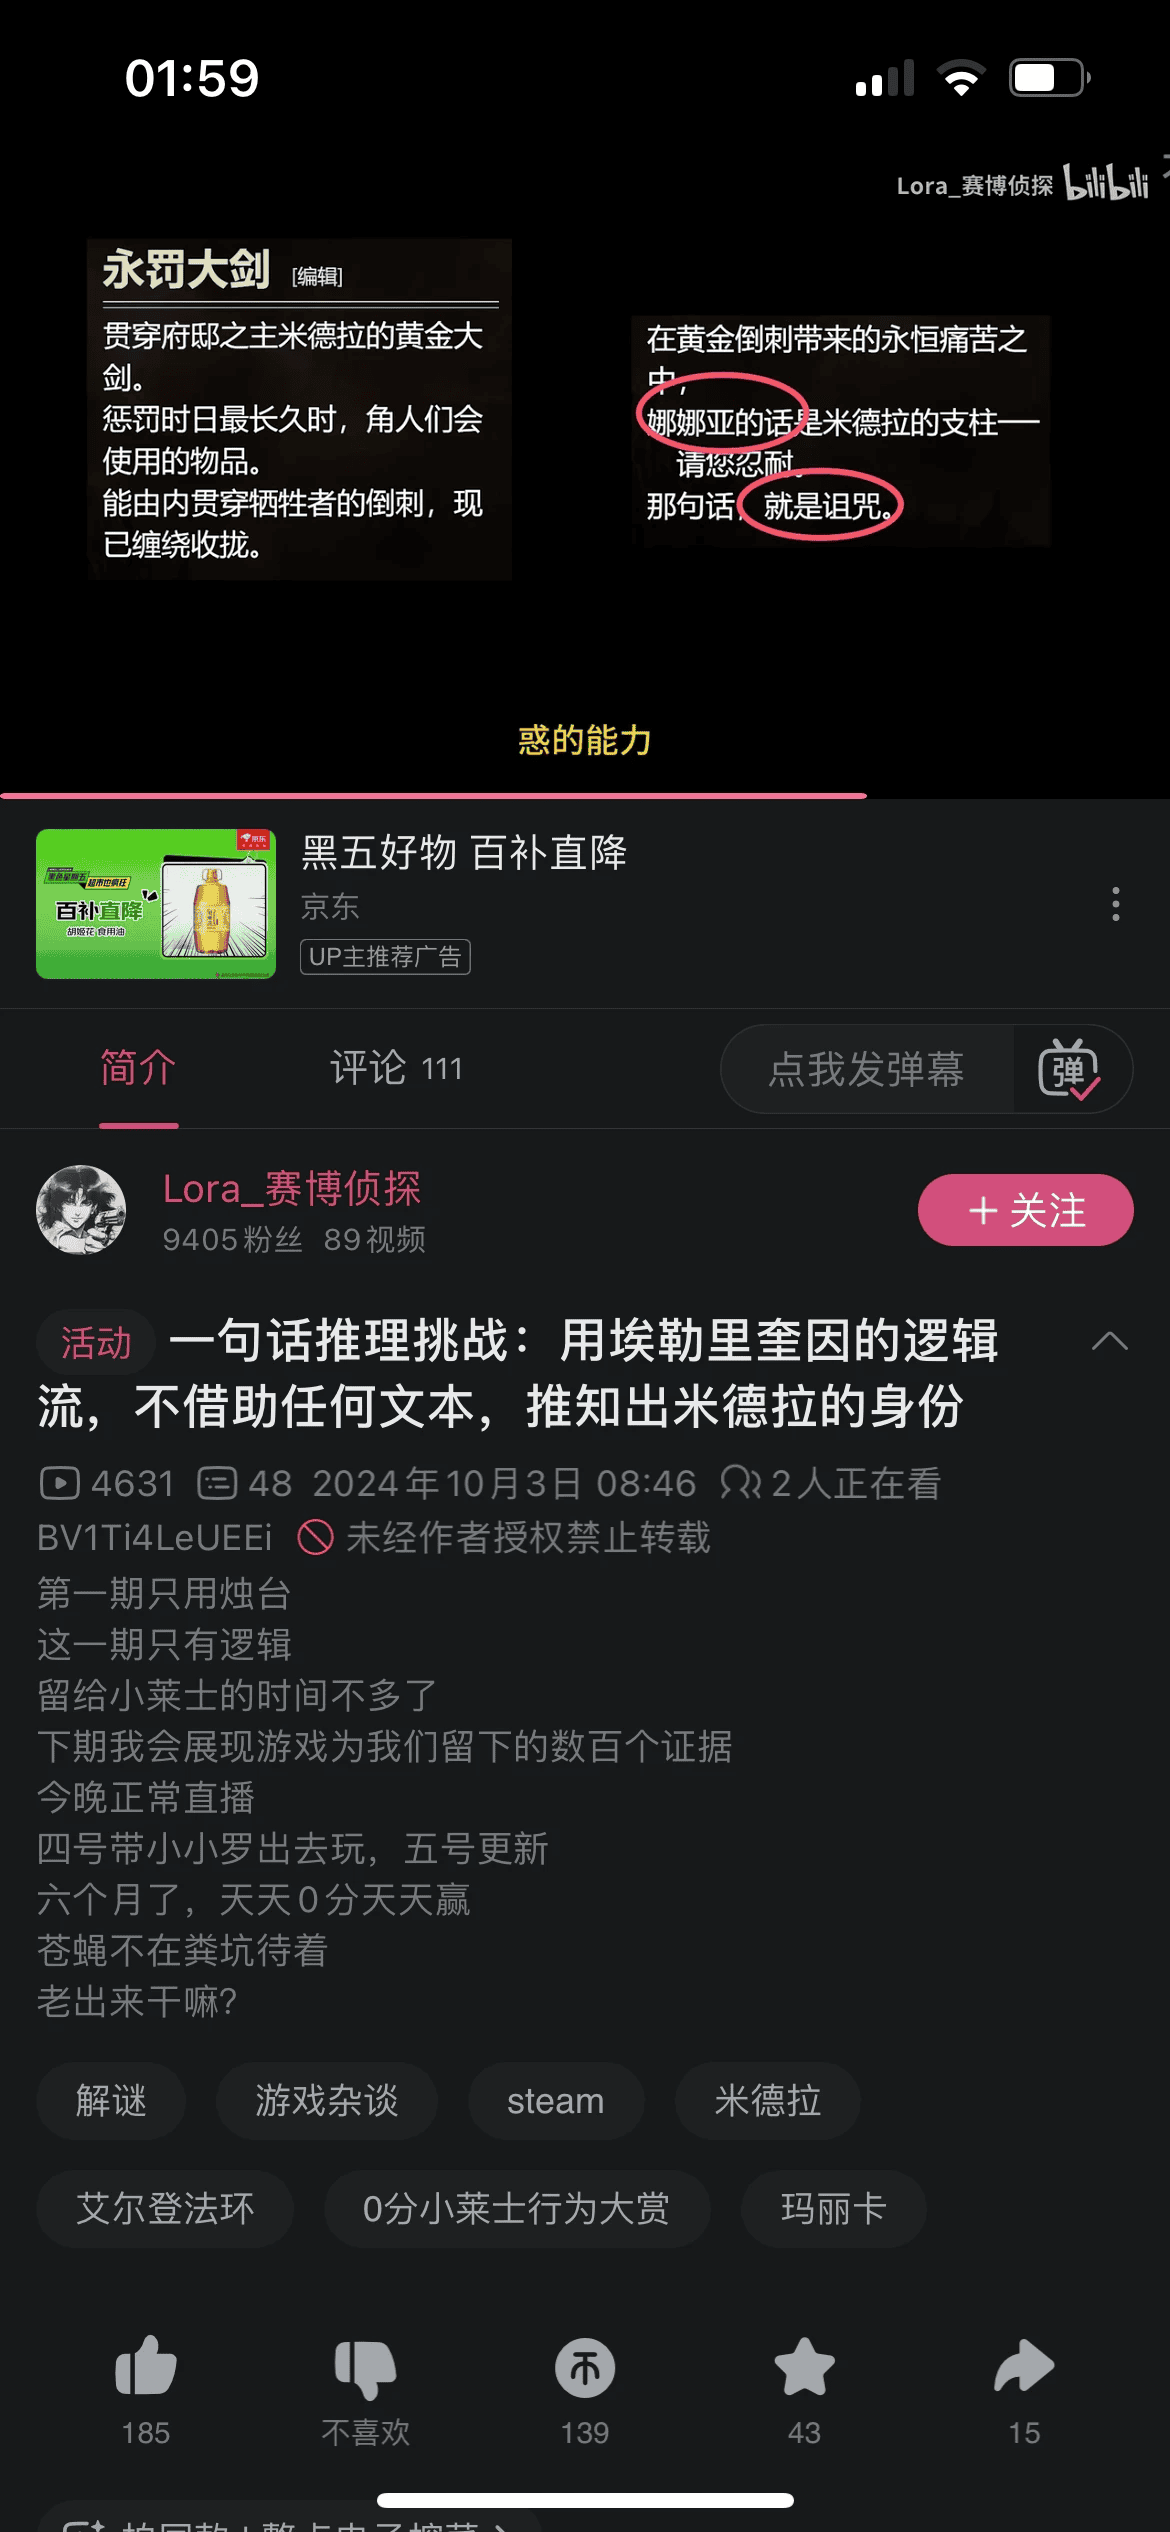 01:59
Lora_赛博侦探 bilibili
永罚大剑 [编辑]
贯穿府邸之主米德拉的黄金大
剑。
惩罚时日最长久时，角人们会
使用的物品。
能由内贯穿牺牲者的倒刺，现
已缠绕收拢。
在黄金倒刺带来的永恒痛苦之
中，
娜娜亚的话是米德拉的支柱——
请您忍耐。
那句话，就是诅咒。
惑的能力
京东
超市也疯狂
百补直降
胡姬花 食用油
黑五好物 百补直降
京东
UP主推荐广告
简介
评论 111
点我发弹幕
弹
Lora_赛博侦探
9405粉丝 89视频
+ 关注
活动 一句话推理挑战：用埃勒里奎因的逻辑
流，不借助任何文本，推知出米德拉的身份
4631 48 2024年10月3日 08:46 2人正在看
BV1Ti4LeUEEi 未经作者授权禁止转载
第一期只用烛台
这一期只有逻辑
留给小莱士的时间不多了
下期我会展现游戏为我们留下的数百个证据
今晚正常直播
四号带小小罗出去玩，五号更新
六个月了，天天0分天天赢
苍蝇不在粪坑待着
老出来干嘛？
解谜 游戏杂谈 steam 米德拉
艾尔登法环 0分小莱士行为大赏 玛丽卡
185 不喜欢 139 43 15